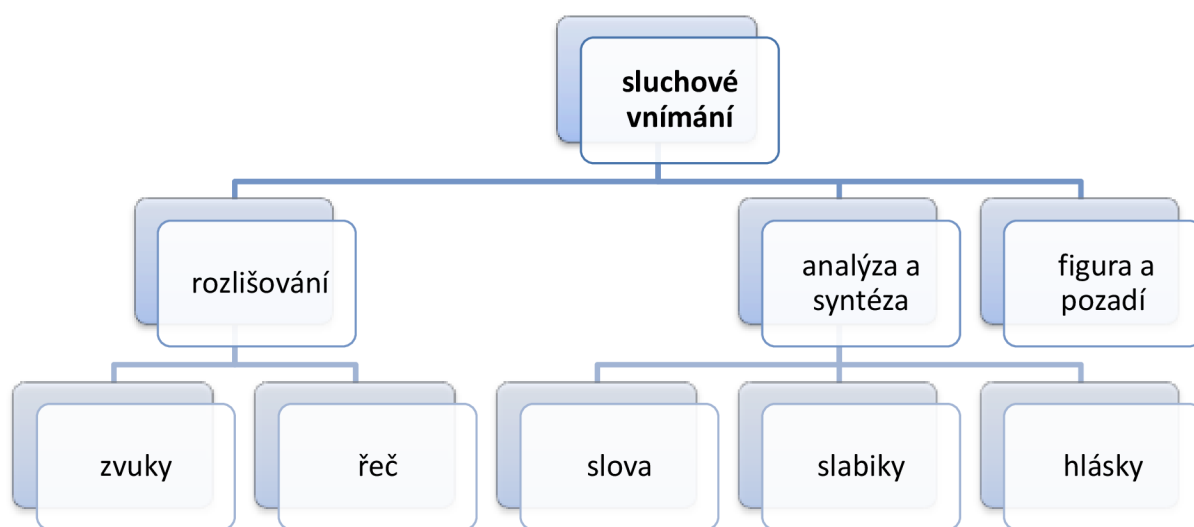 sluchové
vnímání
rozlišování
analýza a
syntéza
figura a
pozadí
zvuky
řeč
slova
slabiky
hlásky